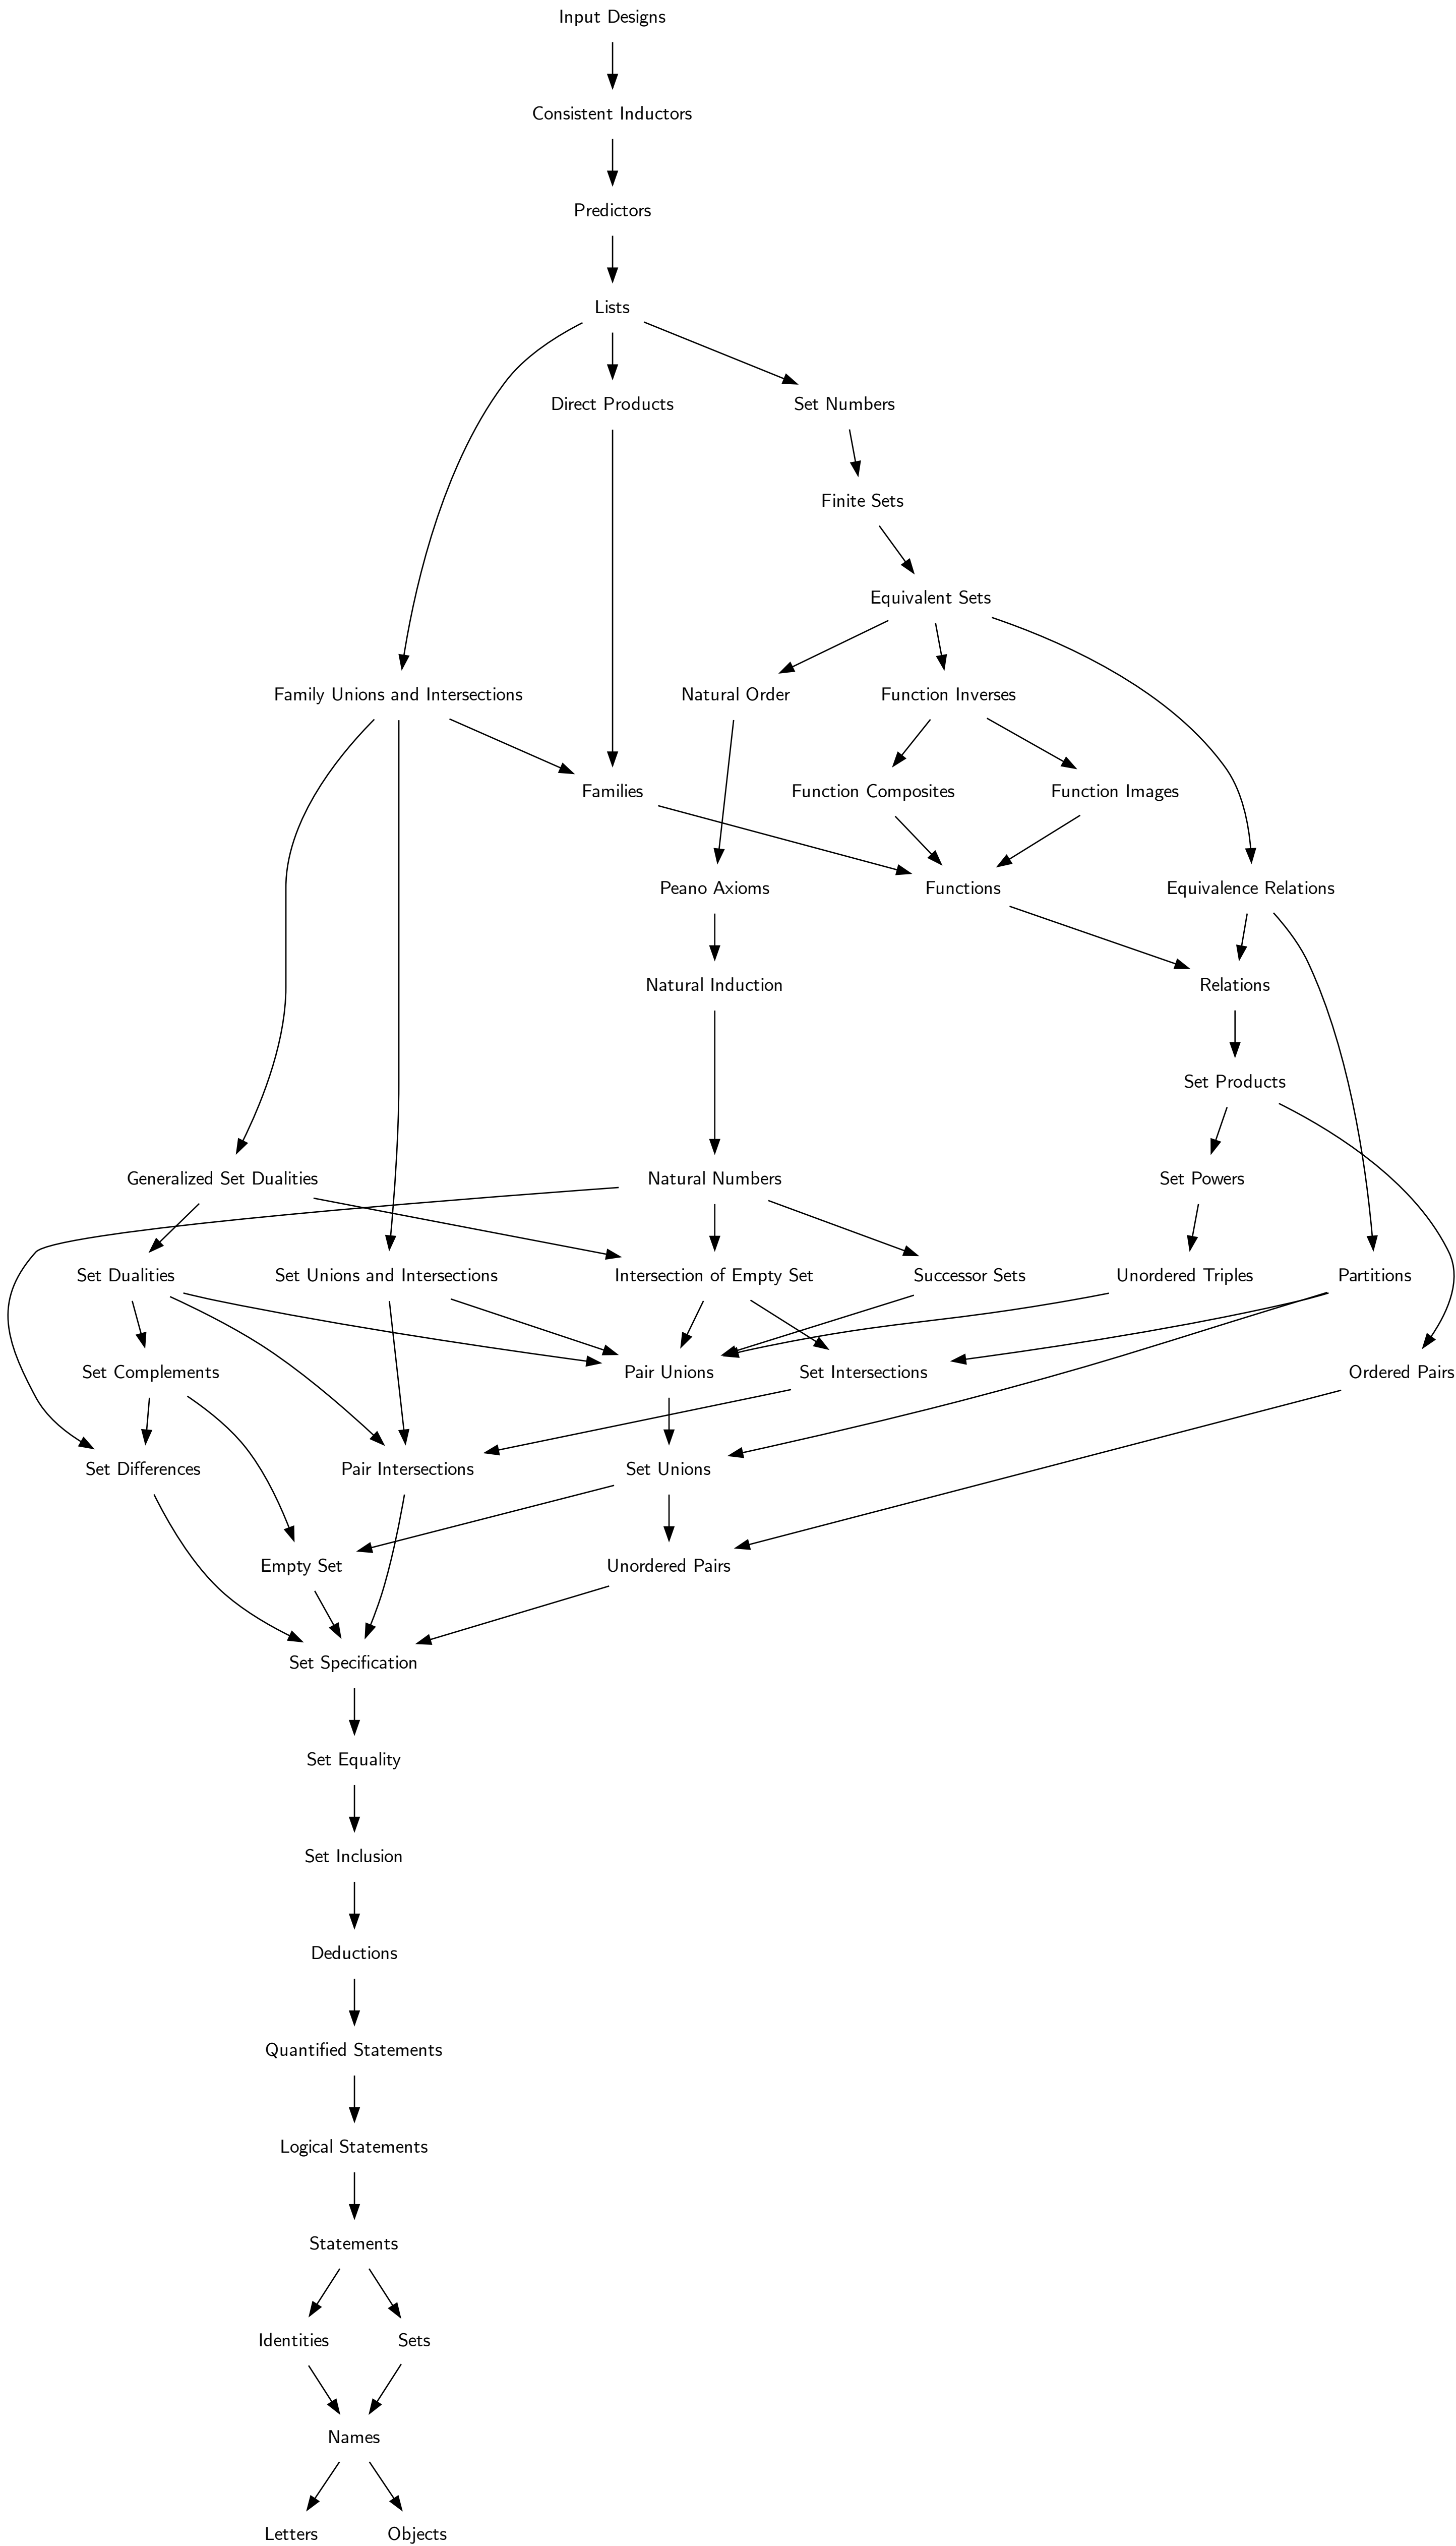 Input Designs
Consistent Inductors
Predictors
Lists
Direct Products
Set Numbers
Finite Sets
Equivalent Sets
Family Unions and Intersections
Natural Order
Function Inverses
Families
Function Composites
Function Images
Peano Axioms
Functions
Equivalence Relations
Natural Induction
Relations
Set Products
Generalized Set Dualities
Natural Numbers
Set Powers
Set Dualities
Set Unions and Intersections
Intersection of Empty Set
Successor Sets
Unordered Triples
Partitions
Set Complements
Pair Unions
Set Intersections
Ordered Pairs
Set Differences
Pair Intersections
Set Unions
Empty Set
Unordered Pairs
Set Specification
Set Equality
Set Inclusion
Deductions
Quantified Statements
Logical Statements
Statements
Identities
Sets
Names
Letters
Objects